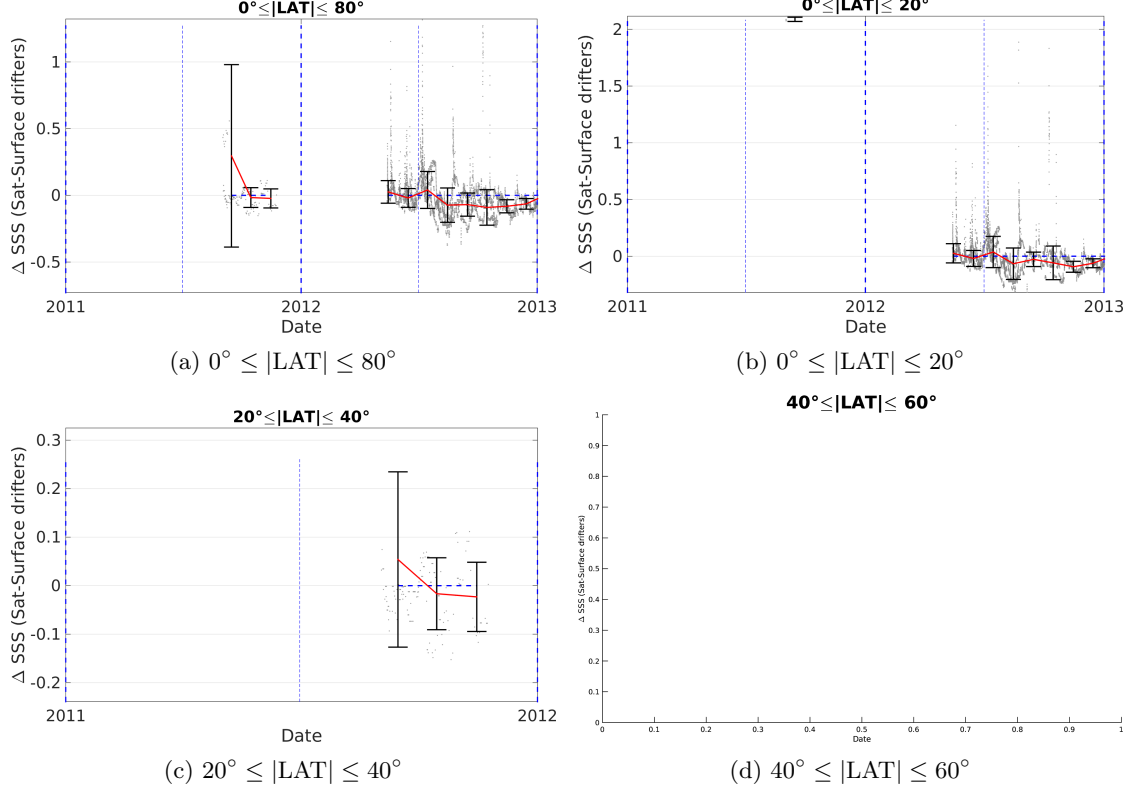 0°≤|LAT|≤ 80°
Δ SSS (Sat-Surface drifters)
1
0.5
0
-0.5
2011
2012
2013
Date
(a) 0° ≤ |LAT| ≤ 80°
0°≤|LAT|≤ 20°
Δ SSS (Sat-Surface drifters)
2
1.5
1
0.5
0
2011
2012
2013
Date
(b) 0° ≤ |LAT| ≤ 20°
20°≤|LAT|≤ 40°
Δ SSS (Sat-Surface drifters)
0.3
0.2
0.1
0
-0.1
-0.2
2011
2012
Date
(c) 20° ≤ |LAT| ≤ 40°
40°≤|LAT|≤ 60°
Δ SSS (Sat-Surface drifters)
1
0.9
0.8
0.7
0.6
0.5
0.4
0.3
0.2
0.1
0
0 0.1 0.2 0.3 0.4 0.5 0.6 0.7 0.8 0.9 1
Date
(d) 40° ≤ |LAT| ≤ 60°